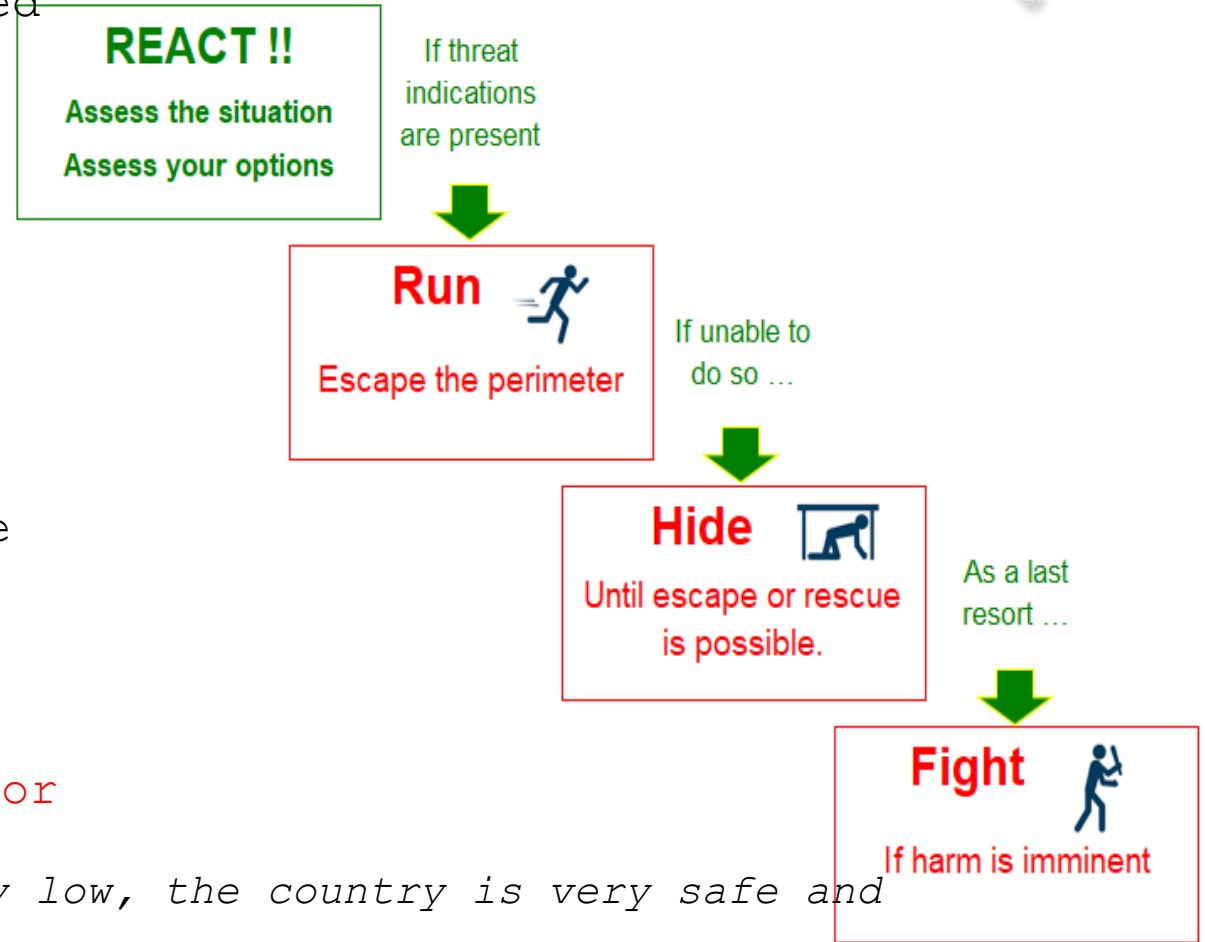 ed
REACT !!
Assess the situation
Assess your options
If threat
indications
are present
Run
Escape the perimeter
If unable to
do so ...
Hide
Until escape or rescue
is possible.
e
As a last
resort ...
Fight
If harm is imminent
or
y low, the country is very safe and